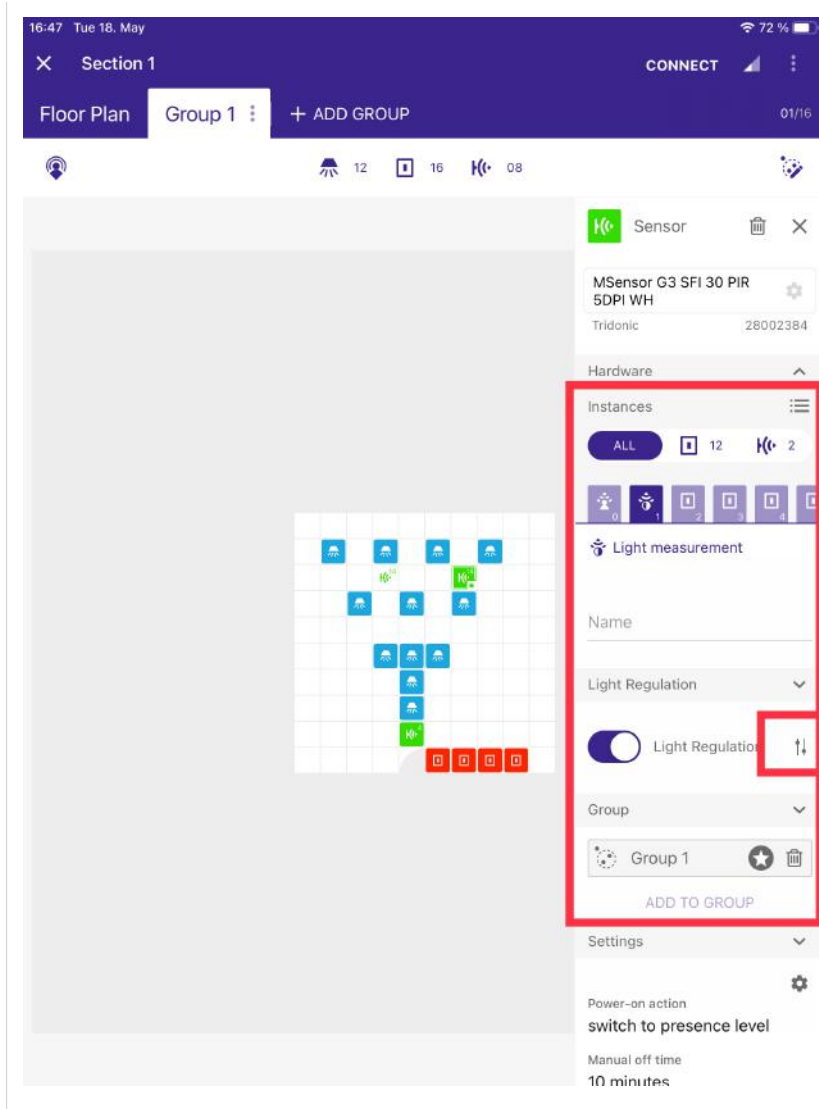 16:47 Tue 18. May 72 %
Section 1 CONNECT
Floor Plan Group 1 + ADD GROUP 01/16
12 16 08
Sensor
MSensor G3 SFI 30 PIR
5DPI WH
Tridonic 28002384
Hardware
Instances
ALL 12 2
0 1 2 3 4
Light measurement
Name
Light Regulation
Light Regulation
Group
Group 1
ADD TO GROUP
Settings
Power-on action
switch to presence level
Manual off time
10 minutes